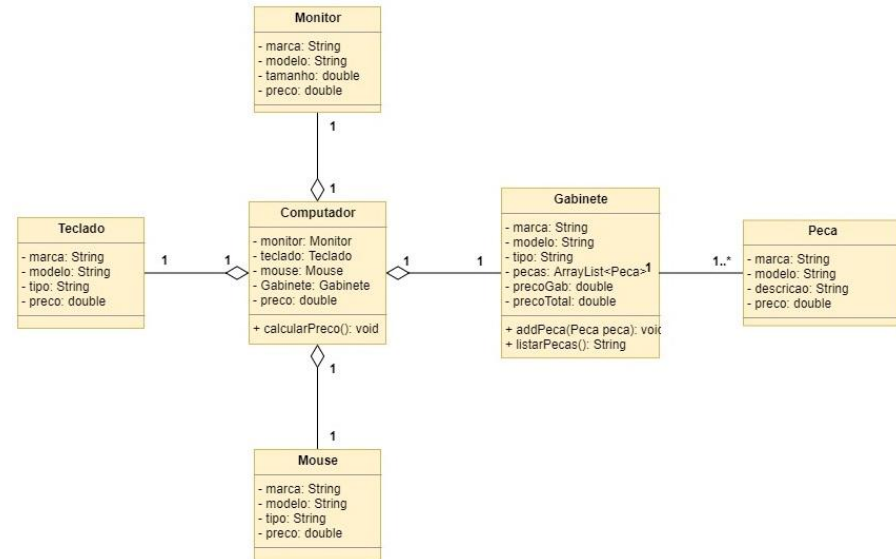 Monitor
- marca: String
- modelo: String
- tamanho: double
- preco: double
1
1
Teclado
- marca: String
- modelo: String
- tipo: String
- preco: double
1
1
Computador
- monitor: Monitor
- teclado: Teclado
- mouse: Mouse
- Gabinete: Gabinete
- preco: double
+ calcularPreco(): void
1
1
Gabinete
- marca: String
- modelo: String
- tipo: String
- pecas: ArrayList<Peca>
- precoGab: double
- precoTotal: double
+ addPeca(Peca peca): void
+ listarPecas(): String
1
1..*
Peca
- marca: String
- modelo: String
- descricao: String
- preco: double
1
1
Mouse
- marca: String
- modelo: String
- tipo: String
- preco: double